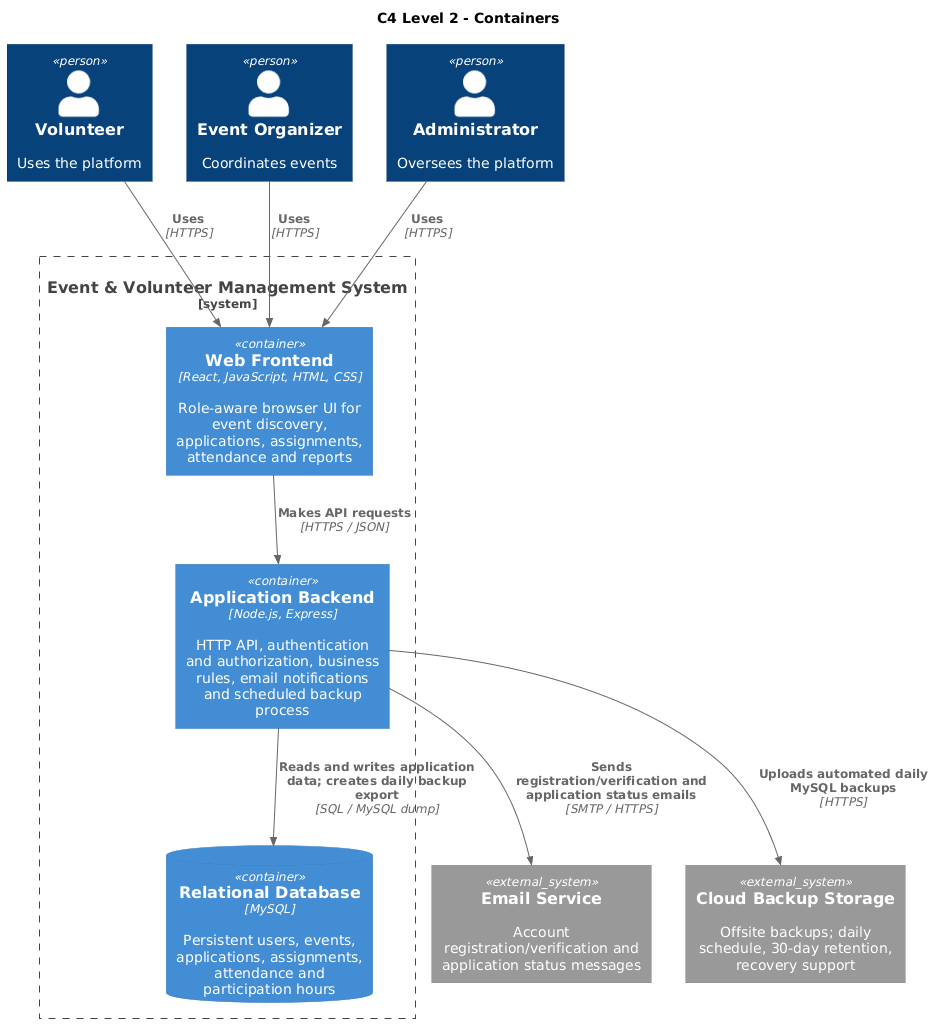 C4 Level 2 - Containers
«person»
Volunteer
Uses the platform
«person»
Event Organizer
Coordinates events
«person»
Administrator
Oversees the platform
Uses
[HTTPS]
Uses
[HTTPS]
Uses
[HTTPS]
Event & Volunteer Management System
[system]
«container»
Web Frontend
[React, JavaScript, HTML, CSS]
Role-aware browser UI for
event discovery,
applications, assignments,
attendance and reports
Makes API requests
[HTTPS / JSON]
«container»
Application Backend
[Node.js, Express]
HTTP API, authentication
and authorization, business
rules, email notifications
and scheduled backup
process
Reads and writes application
data; creates daily backup
export
[SQL / MySQL dump]
Sends
registration/verification and
application status emails
[SMTP / HTTPS]
Uploads automated daily
MySQL backups
[HTTPS]
«container»
Relational Database
[MySQL]
Persistent users, events,
applications, assignments,
attendance and
participation hours
«external_system»
Email Service
Account
registration/verification and
application status messages
«external_system»
Cloud Backup Storage
Offsite backups; daily
schedule, 30-day retention,
recovery support